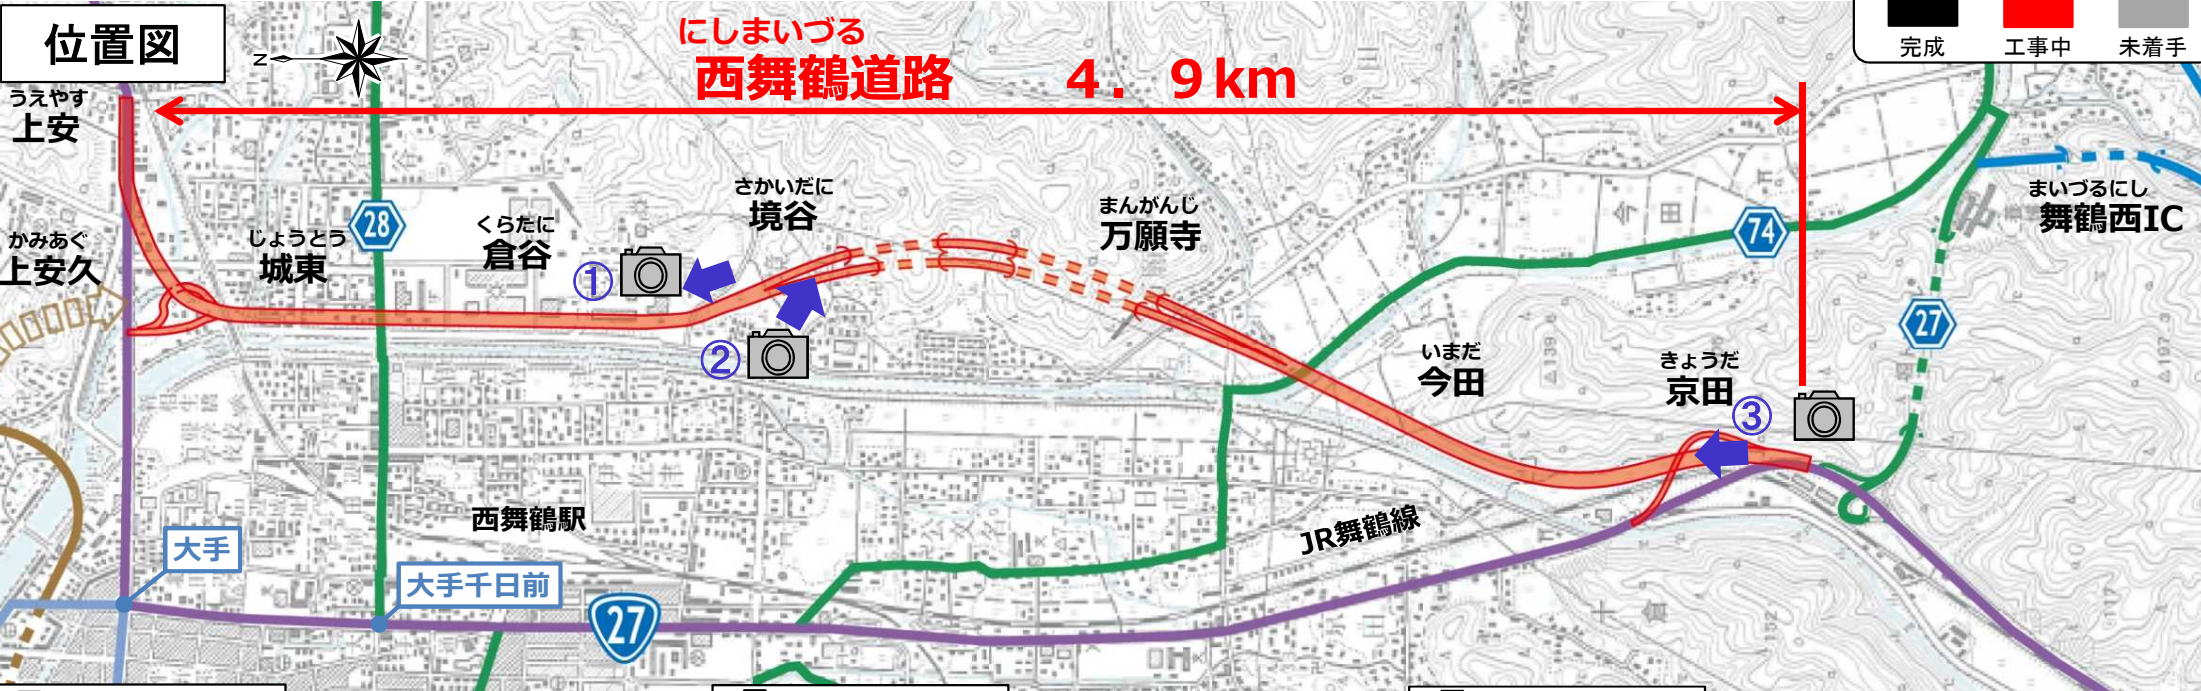 位置図
N
にしまいづる
西舞鶴道路 4．9km
完成
工事中
未着手
うえやす
上安
かみあぐ
上安久
じょうとう
城東
28
くらたに
倉谷
①
さかいだに
境谷
②
まんがんじ
万願寺
今田
74
まいづるにし
舞鶴西IC
27
いまだ
今田
きょうだ
京田
③
西舞鶴駅
JR舞鶴線
大手
大手千日前
27